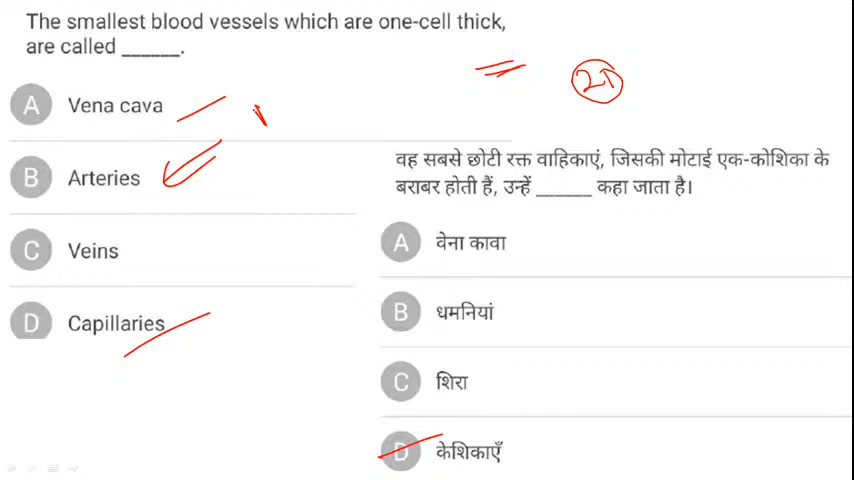 The smallest blood vessels which are one-cell thick,
are called ______.
A Vena cava
B Arteries
C Veins
D Capillaries
वह सबसे छोटी रक्त वाहिकाएं, जिसकी मोटाई एक-कोशिका के
बराबर होती हैं, उन्हें ______ कहा जाता है।
A वेना कावा
B धमनियां
C शिरा
D केशिकाएँ